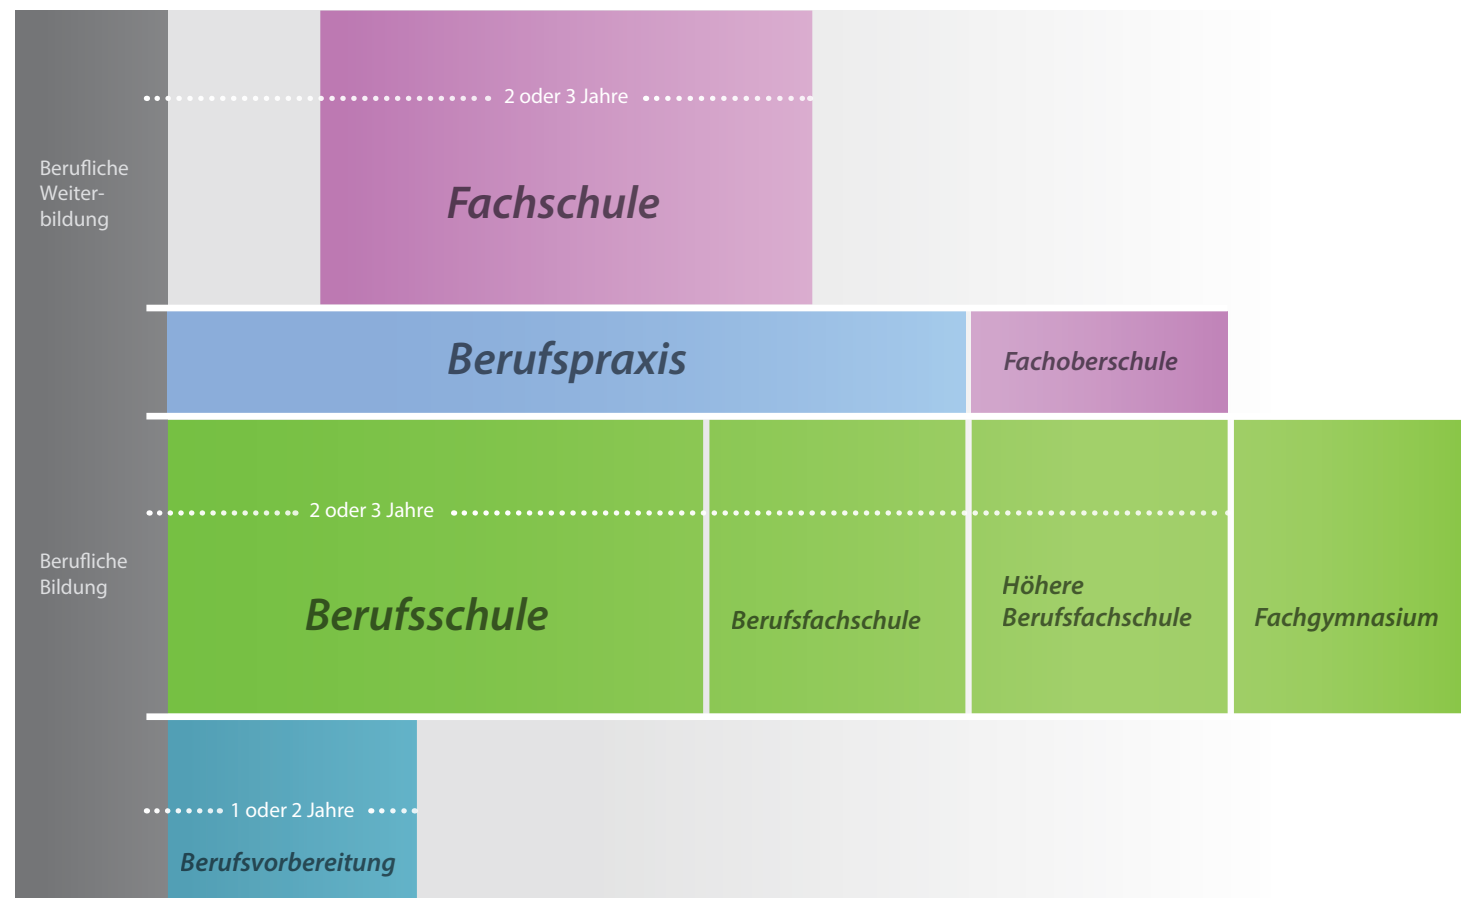 2 oder 3 Jahre
Berufliche
Weiter-
bildung
Fachschule
Berufspraxis
Fachoberschule
2 oder 3 Jahre
Berufliche
Bildung
Berufsschule
Berufsfachschule
Höhere
Berufsfachschule
Fachgymnasium
1 oder 2 Jahre
Berufsvorbereitung